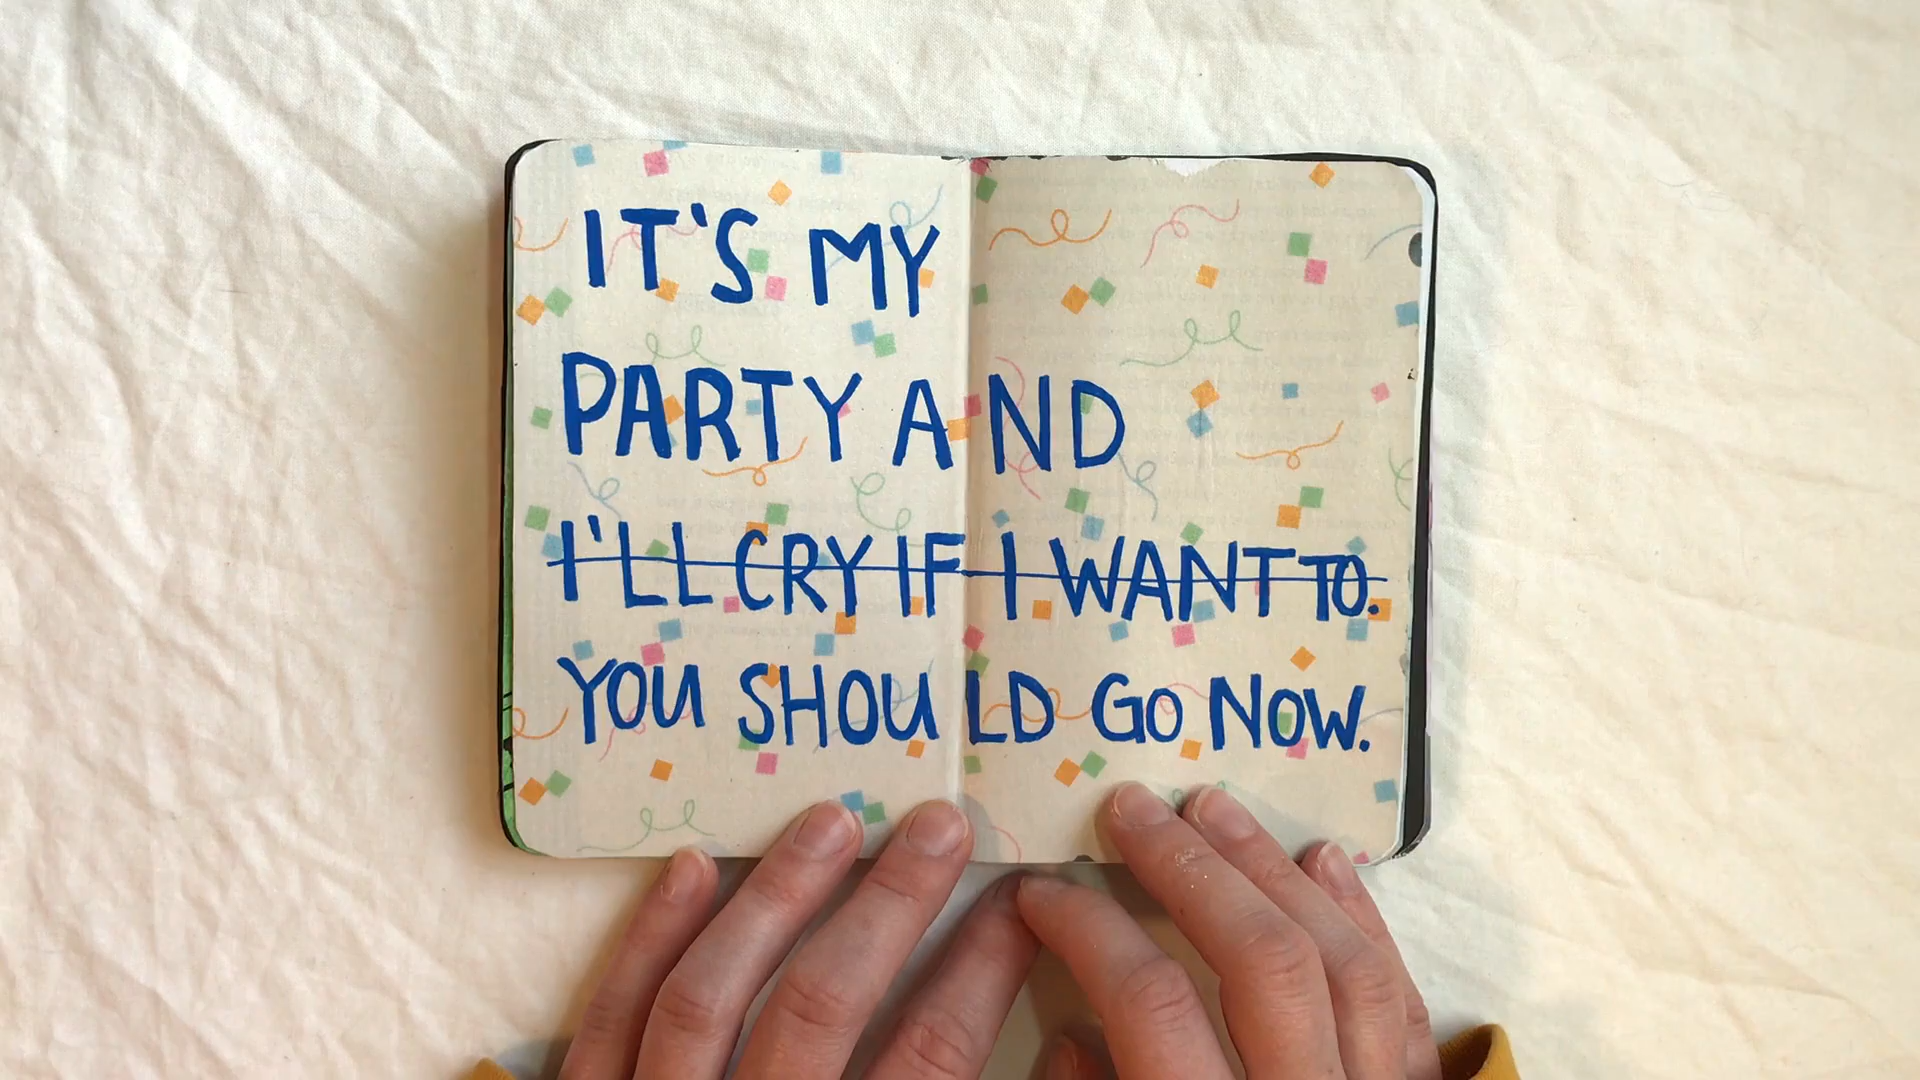 IT'S MY
PARTY AND
I'LL CRY IF I WANT TO.
YOU SHOULD GO NOW.